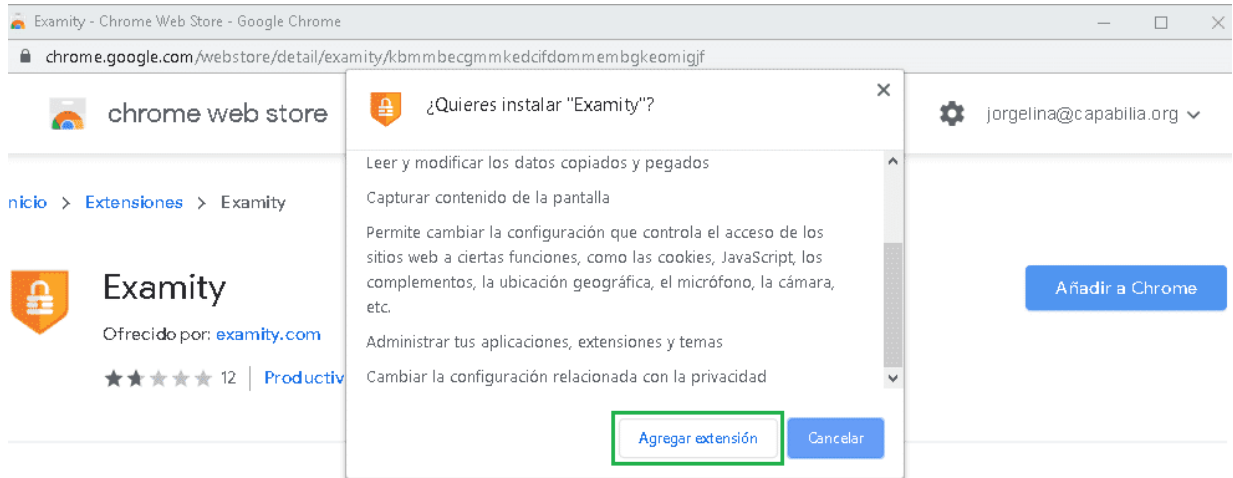 Examity - Chrome Web Store - Google Chrome
chrome.google.com/webstore/detail/examity/kbmmbecgmmkedcifdommembgkeomigjf
chrome web store
jorgelina@capabilia.org
nicio > Extensiones > Examity
Examity
Ofrecido por: examity.com
12 | Productiv
Añadir a Chrome
¿Quieres instalar "Examity"?
Leer y modificar los datos copiados y pegados
Capturar contenido de la pantalla
Permite cambiar la configuración que controla el acceso de los
sitios web a ciertas funciones, como las cookies, JavaScript, los
complementos, la ubicación geográfica, el micrófono, la cámara,
etc.
Administrar tus aplicaciones, extensiones y temas
Cambiar la configuración relacionada con la privacidad
Agregar extensión
Cancelar